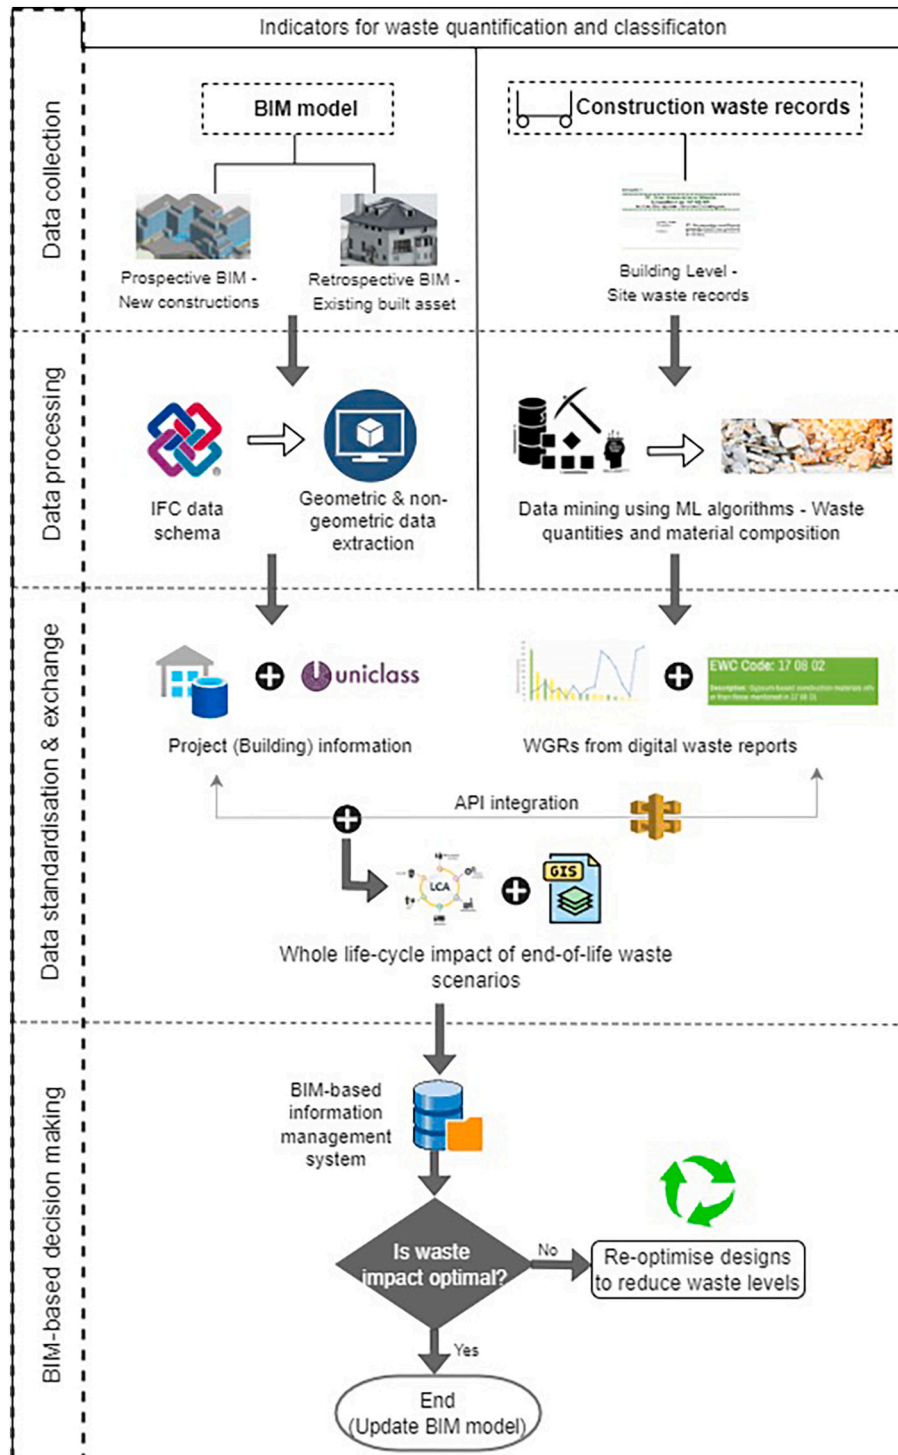 Indicators for waste quantification and classificaton
Data collection
BIM model
Construction waste records
Prospective BIM -
New constructions
Retrospective BIM -
Existing built asset
Building Level -
Site waste records
Data processing
IFC data
schema
Geometric & non-
geometric data
extraction
Data mining using ML algorithms - Waste
quantities and material composition
Data standardisation & exchange
uniclass
EWC Code: 17 08 02
Project (Building) information
WGRs from digital waste reports
API integration
LCA
GIS
Whole life-cycle impact of end-of-life waste
scenarios
BIM-based decision making
BIM-based
information
management
system
Is waste
impact optimal?
No
Re-optimise designs
to reduce waste levels
Yes
End
(Update BIM model)